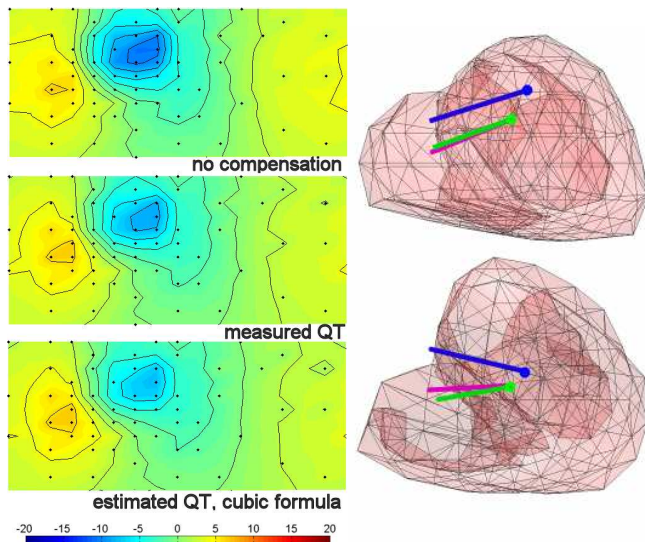 no compensation
measured QT
estimated QT, cubic formula
-20 -15 -10 -5 0 5 10 15 20